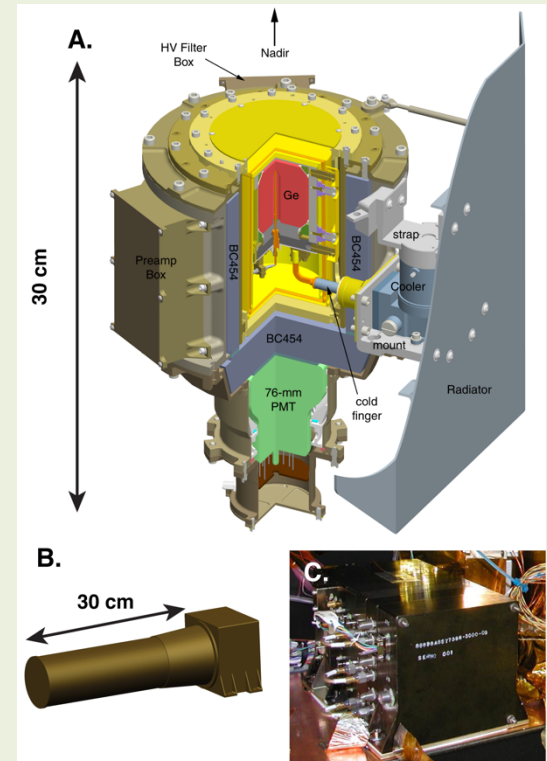 A.
HV Filter
Box
Nadir
Ge
BC454
BC454
strap
Preamp
Box
Cooler
30 cm
BC454
mount
Radiator
76-mm
PMT
cold
finger
B.
30 cm
C.